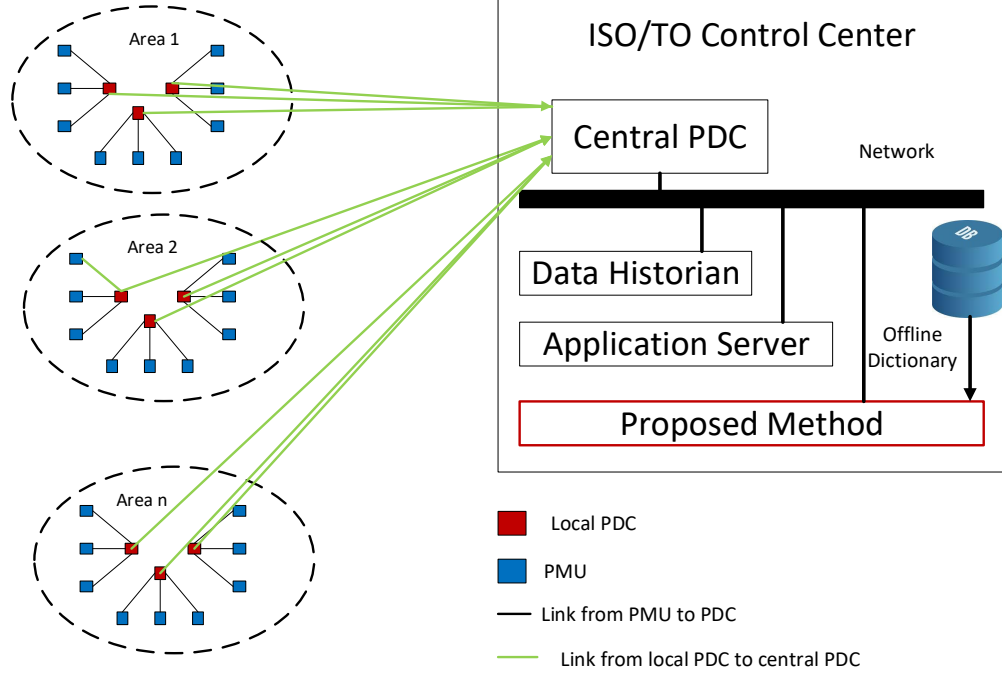 Area 1
ISO/TO Control Center
Central PDC
Network
Area 2
DB
Data Historian
Application Server
Offline
Dictionary
Proposed Method
Area n
Local PDC
PMU
Link from PMU to PDC
Link from local PDC to central PDC